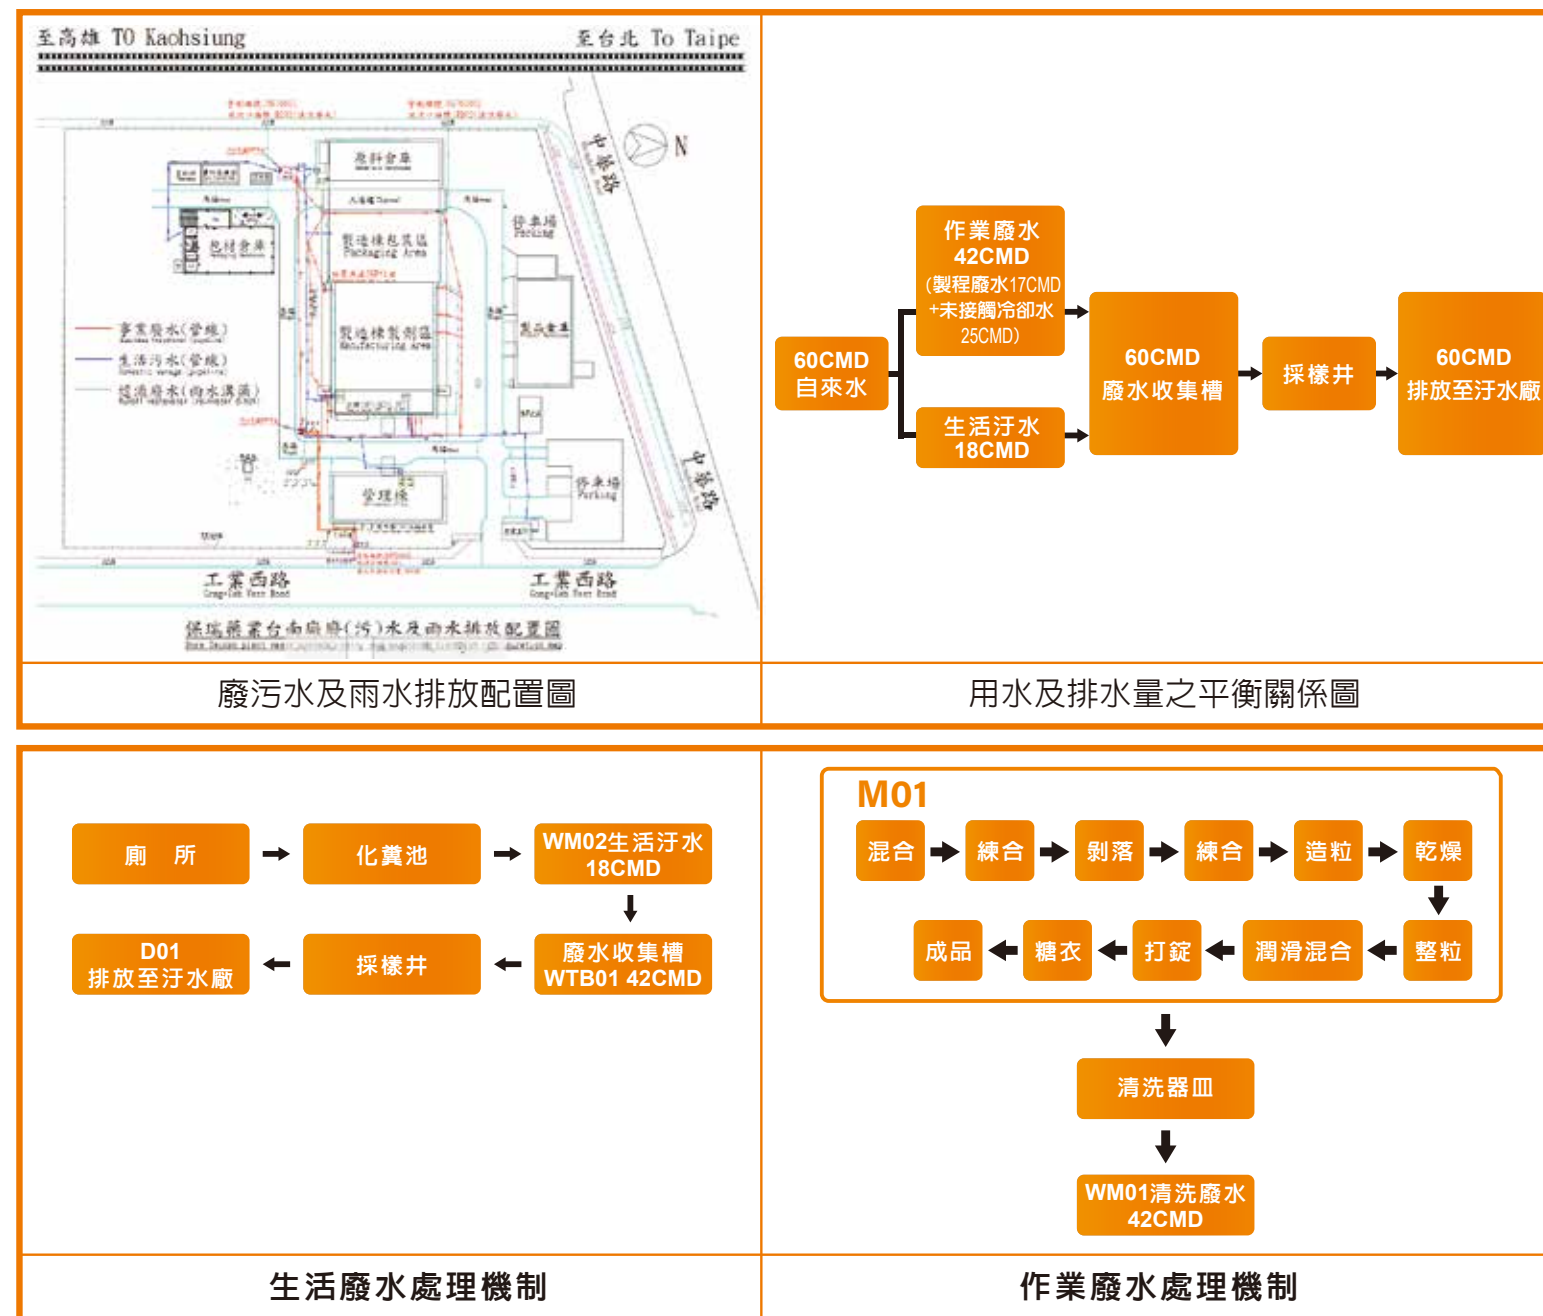 至高雄 TO Kaohsiung
至台北 To Taipe
中華路
N
原料倉庫
停車場
Parking
製造棟包裝區
Packaging Area
包材倉庫
製造棟製劑區
Manufacturing Area
製品倉庫
事業廢水(管線)
生活污水(管線)
逕流廢水(雨水溝渠)
中華路
停車場
Parking
管理棟
工業西路
工業西路
保瑞藥業台南廠廢(污)水及雨水排放配置圖
廢污水及雨水排放配置圖
60CMD
自來水
作業廢水
42CMD
(製程廢水17CMD
+未接觸冷卻水
25CMD)
生活汙水
18CMD
60CMD
廢水收集槽
採樣井
60CMD
排放至汙水廠
用水及排水量之平衡關係圖
廁 所
化糞池
WM02生活汙水
18CMD
D01
排放至汙水廠
採樣井
廢水收集槽
WTB01 42CMD
生活廢水處理機制
M01
混合
練合
剝落
練合
造粒
乾燥
成品
糖衣
打錠
潤滑混合
整粒
清洗器皿
WM01清洗廢水
42CMD
作業廢水處理機制